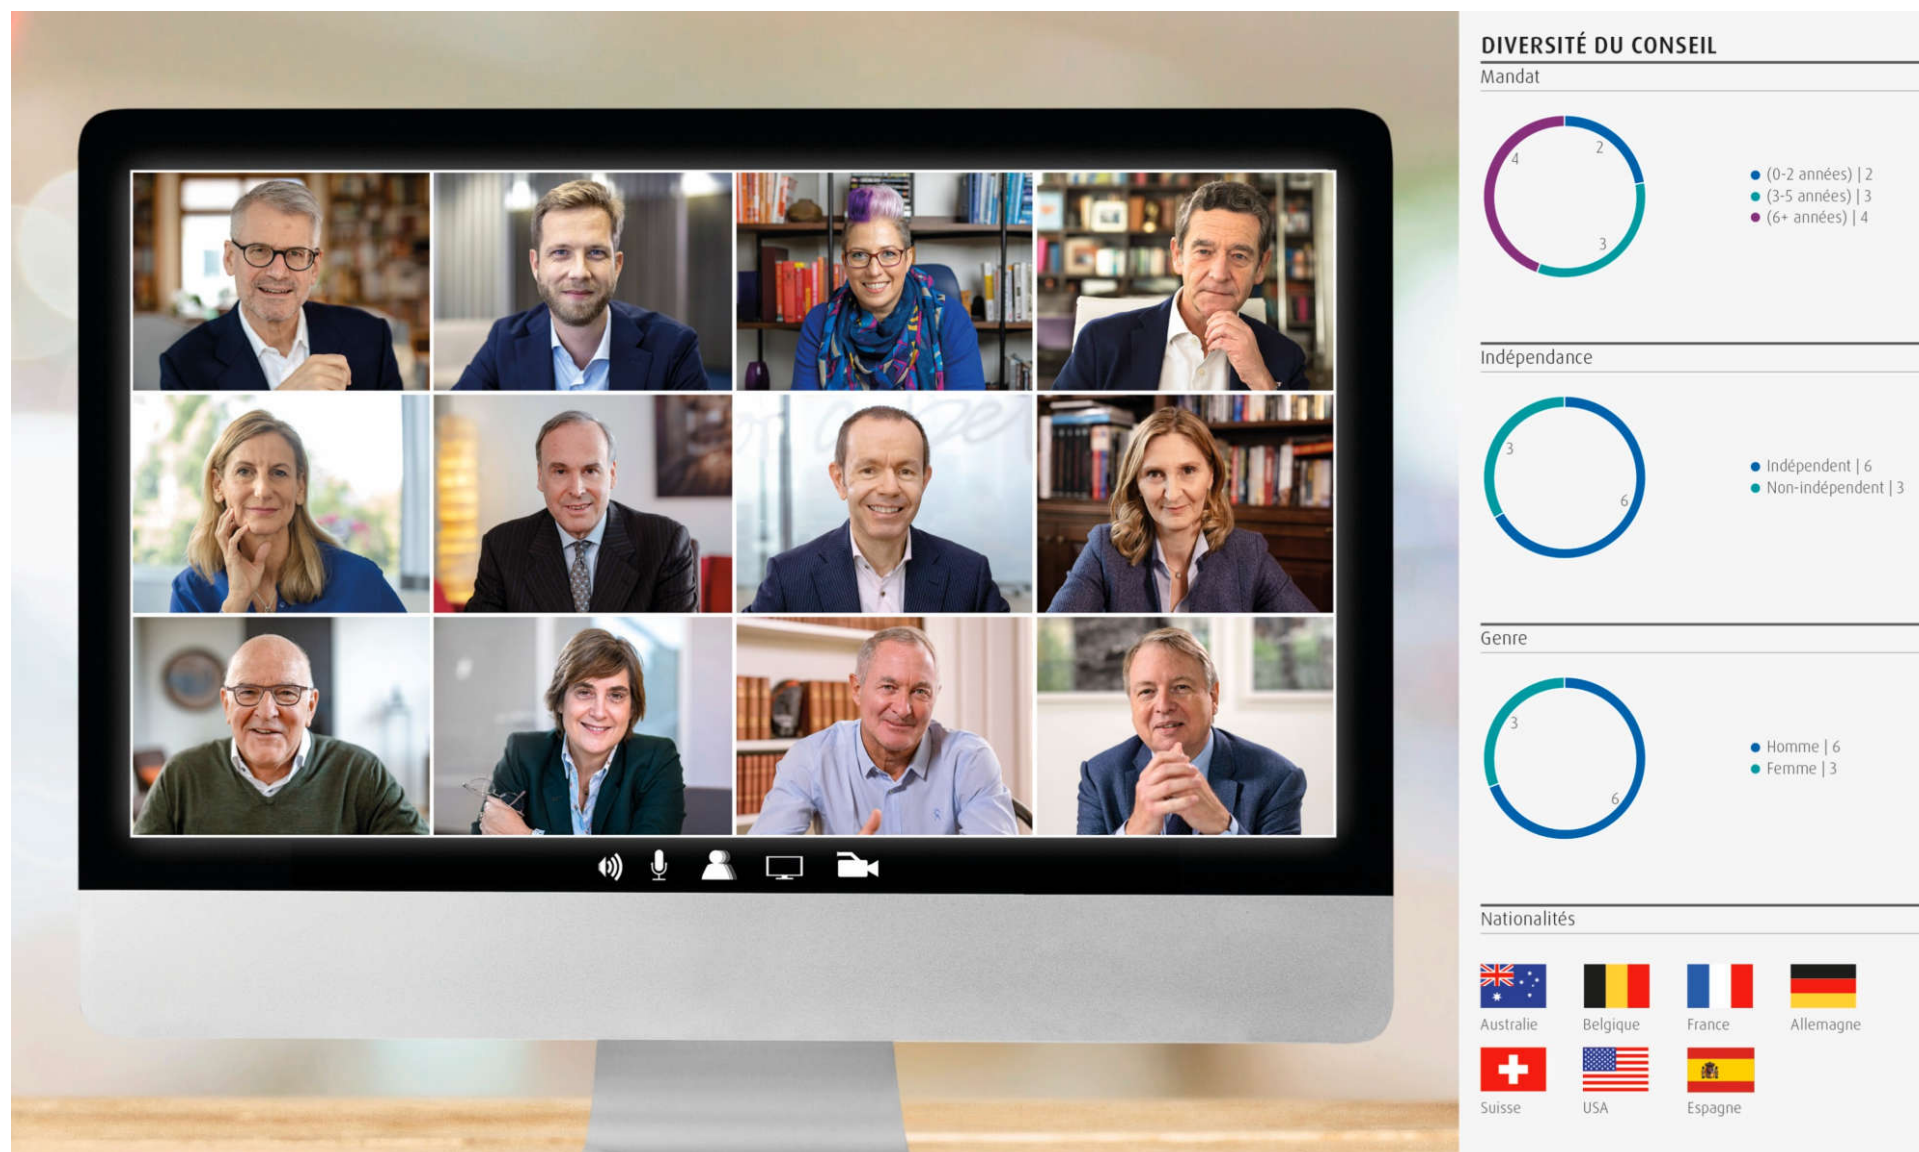 DIVERSITÉ DU CONSEIL
Mandat
4
2
3
(0-2 années) | 2
(3-5 années) | 3
(6+ années) | 4
Indépendance
3
6
Indépendent | 6
Non-indépendent | 3
Genre
3
6
Homme | 6
Femme | 3
Nationalités
Australie Belgique France Allemagne
Suisse USA Espagne